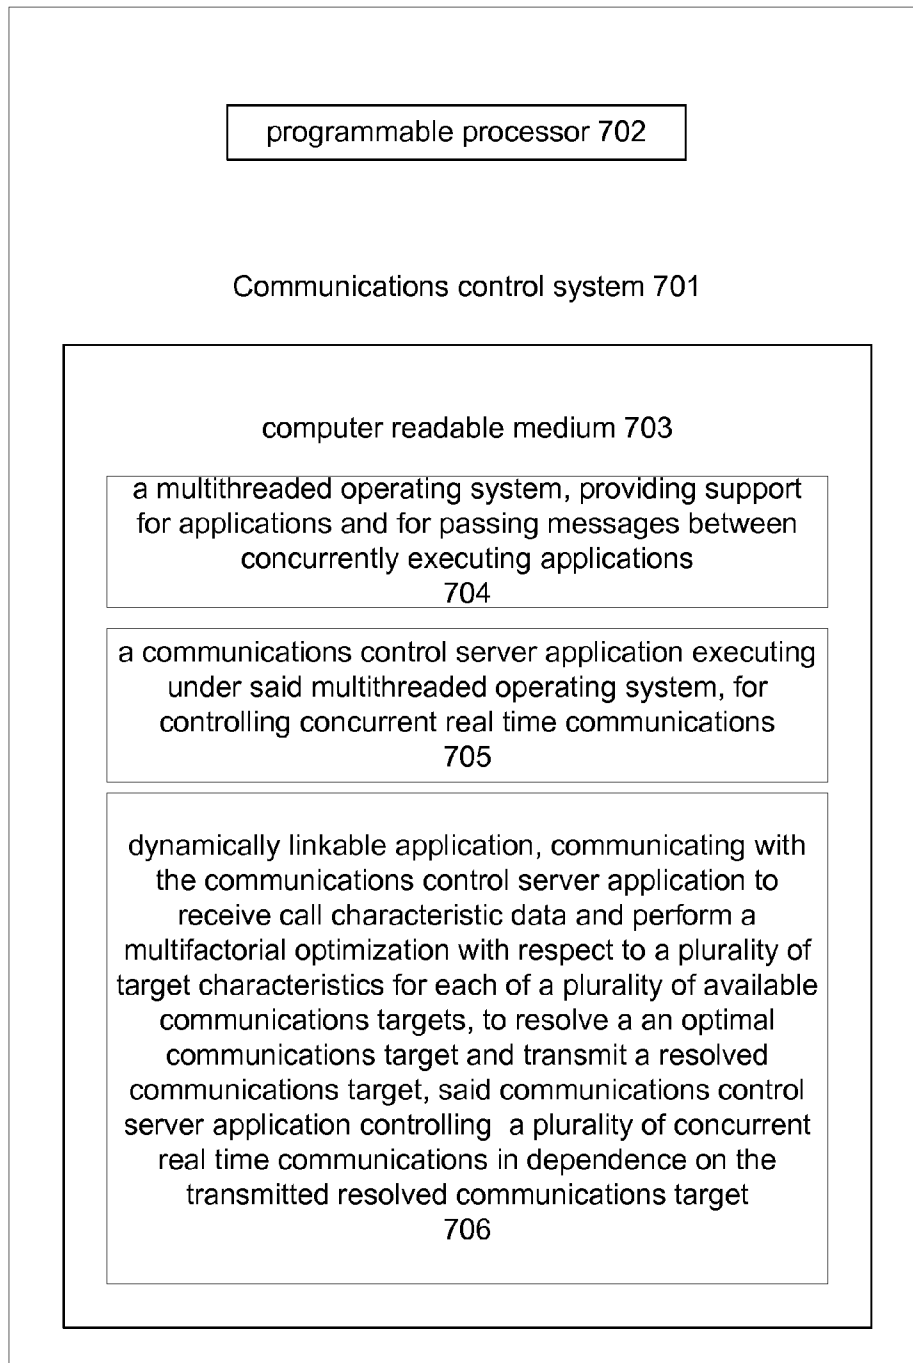 programmable processor 702
Communications control system 701
computer readable medium 703
a multithreaded operating system, providing support
for applications and for passing messages between
concurrently executing applications
704
a communications control server application executing
under said multithreaded operating system, for
controlling concurrent real time communications
705
dynamically linkable application, communicating with
the communications control server application to
receive call characteristic data and perform a
multifactorial optimization with respect to a plurality of
target characteristics for each of a plurality of available
communications targets, to resolve a an optimal
communications target and transmit a resolved
communications target, said communications control
server application controlling  a plurality of concurrent
real time communications in dependence on the
transmitted resolved communications target
706